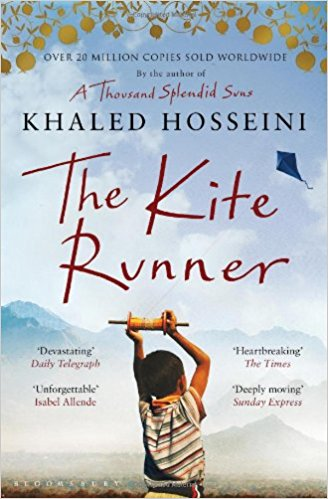 OVER 20 MILLION COPIES SOLD WORLDWIDE
By the author of
A Thousand Splendid Suns
KHALED HOSSEINI
The Kite
Runner
‘Devastating’
Daily Telegraph
‘Heartbreaking’
The Times
‘Unforgettable’
Isabel Allende
‘Deeply moving’
Sunday Express
BLOOMSBURY